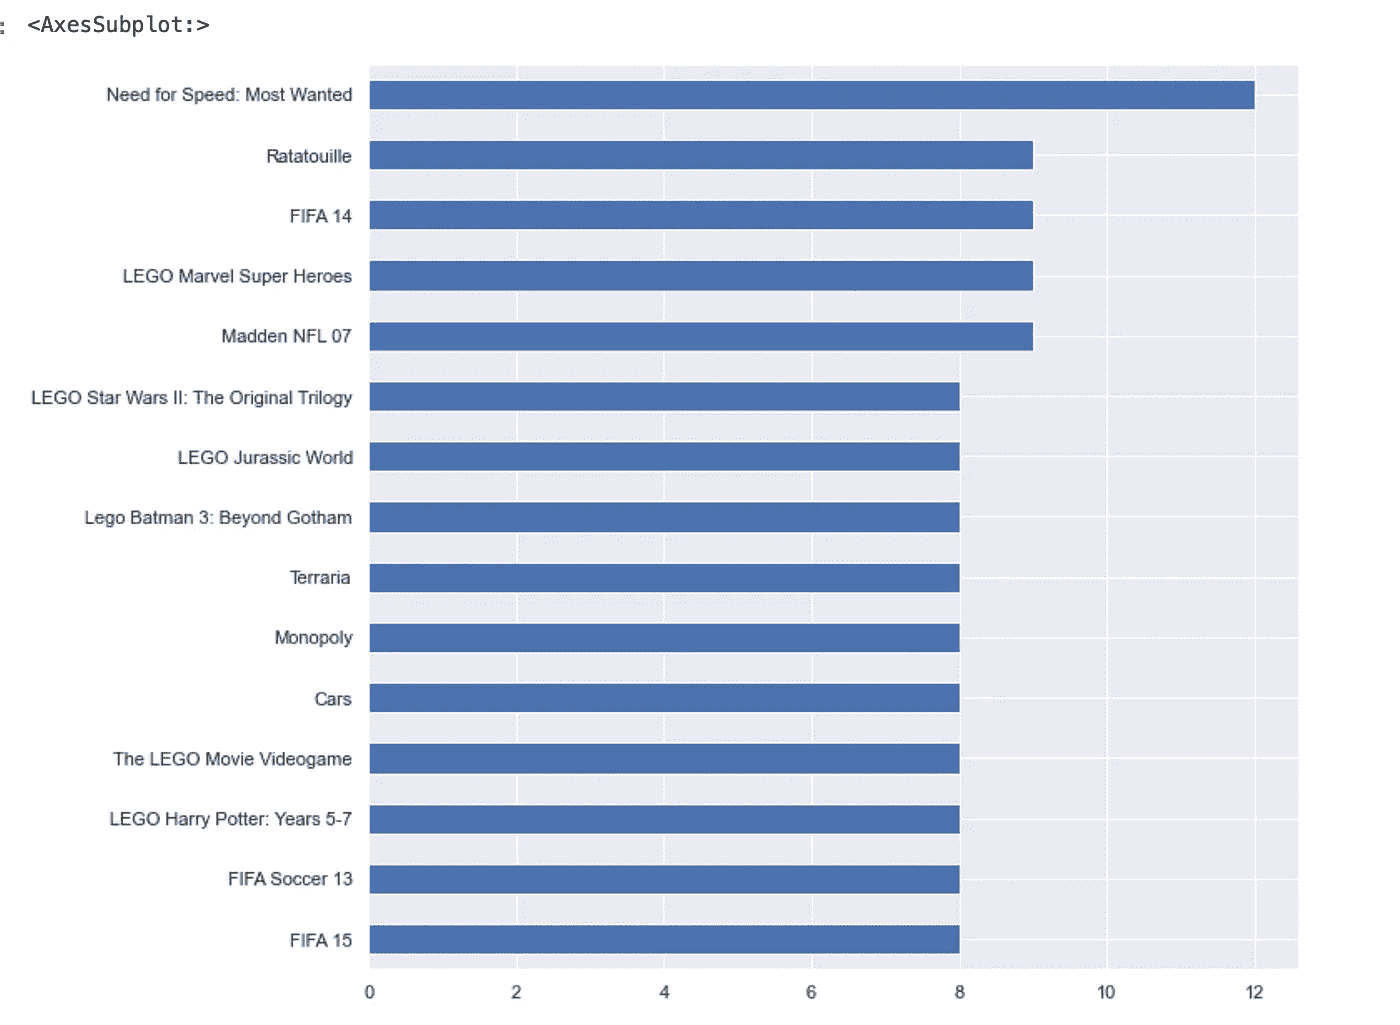 : <AxesSubplot:>
Need for Speed: Most Wanted
Ratatouille
FIFA 14
LEGO Marvel Super Heroes
Madden NFL 07
LEGO Star Wars II: The Original Trilogy
LEGO Jurassic World
Lego Batman 3: Beyond Gotham
Terraria
Monopoly
Cars
The LEGO Movie Videogame
LEGO Harry Potter: Years 5-7
FIFA Soccer 13
FIFA 15
0 2 4 6 8 10 12